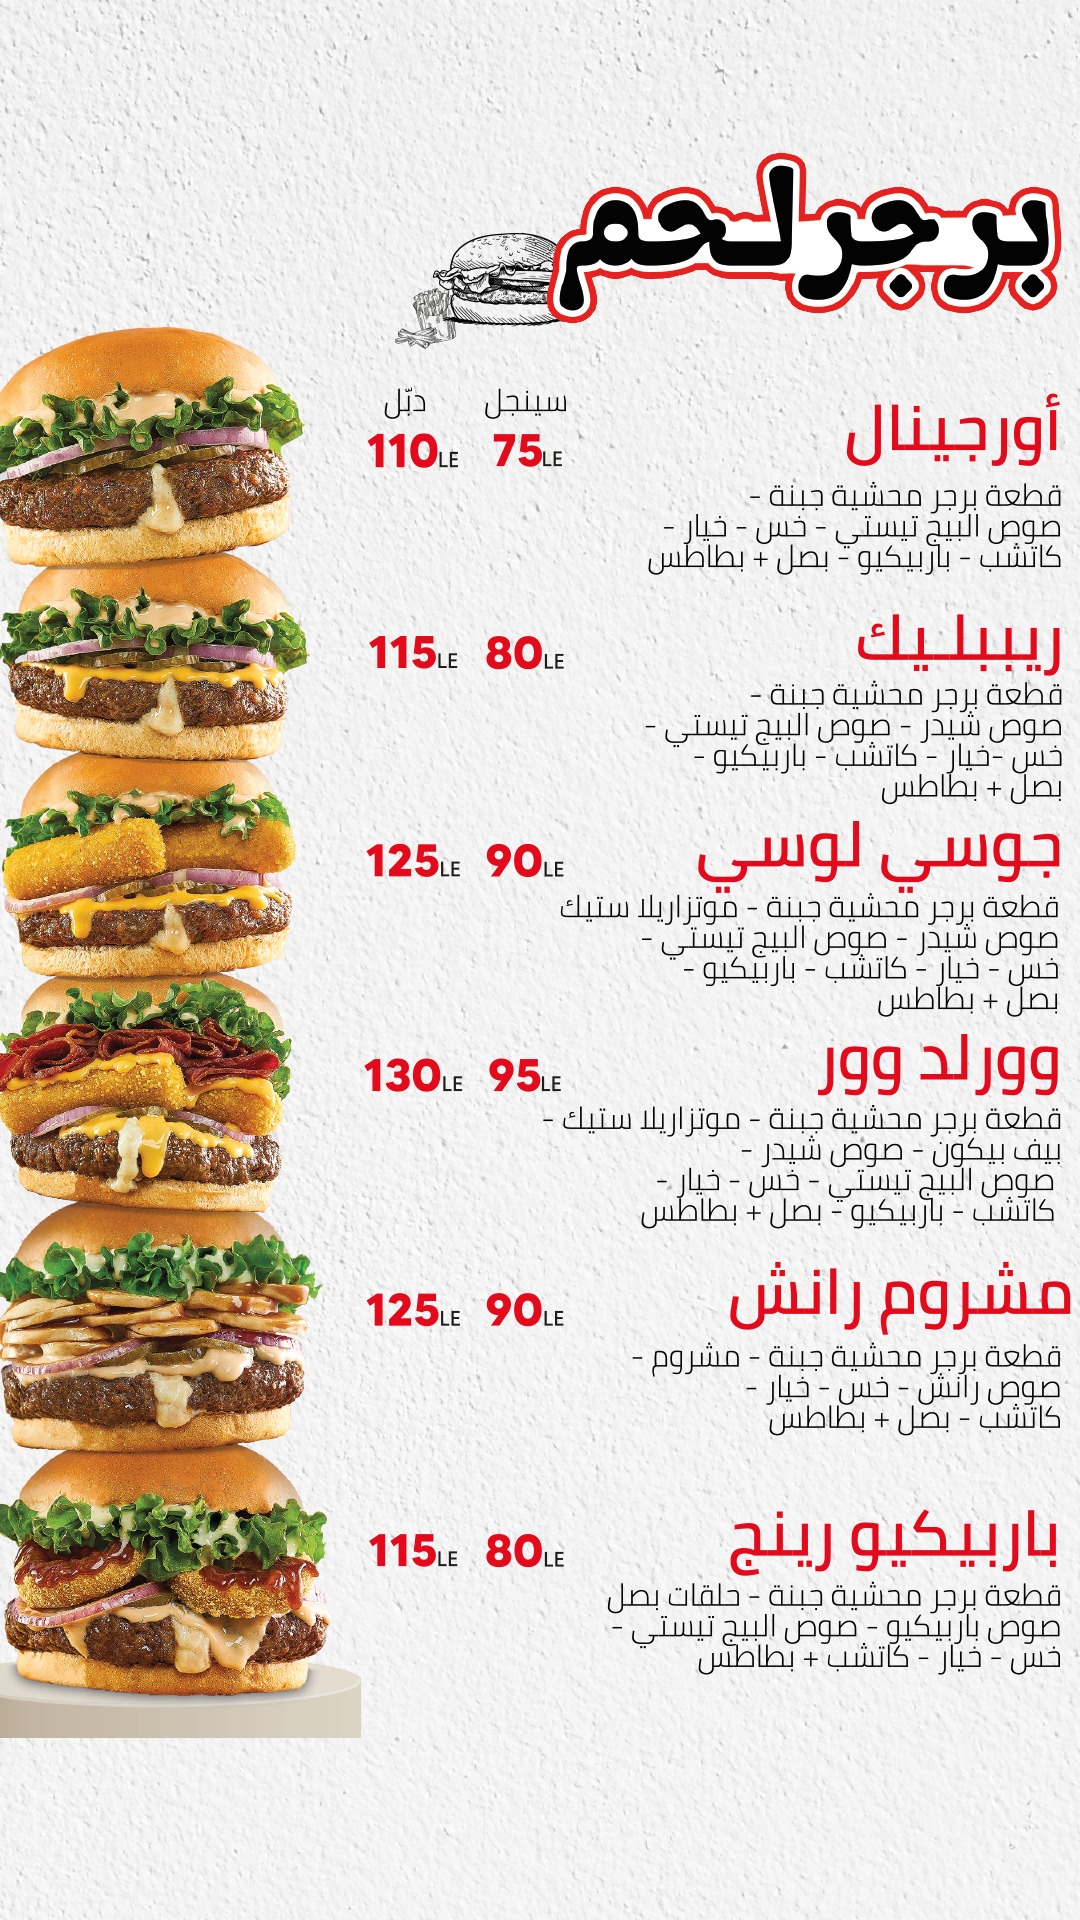 برجر لحم
سينجل دبّل
أورجينال 75LE 110LE
قطعة برجر محشية جبنة -
صوص البيج تيستي - خس - خيار -
كاتشب - باربيكيو - بصل + بطاطس
ريببليك 80LE 115LE
قطعة برجر محشية جبنة -
صوص شيدر - صوص البيج تيستي -
خس -خيار - كاتشب - باربيكيو -
بصل + بطاطس
جوسي لوسي 90LE 125LE
قطعة برجر محشية جبنة - موتزاريلا ستيك
صوص شيدر - صوص البيج تيستي -
خس - خيار - كاتشب - باربيكيو -
بصل + بطاطس
وورلد وور 95LE 130LE
قطعة برجر محشية جبنة - موتزاريلا ستيك -
بيف بيكون - صوص شيدر -
صوص البيج تيستي - خس - خيار -
كاتشب - باربيكيو - بصل + بطاطس
مشروم رانش 90LE 125LE
قطعة برجر محشية جبنة - مشروم -
صوص رانش - خس - خيار -
كاتشب - بصل + بطاطس
باربيكيو رينج 80LE 115LE
قطعة برجر محشية جبنة - حلقات بصل
صوص باربيكيو - صوص البيج تيستي -
خس - خيار - كاتشب + بطاطس